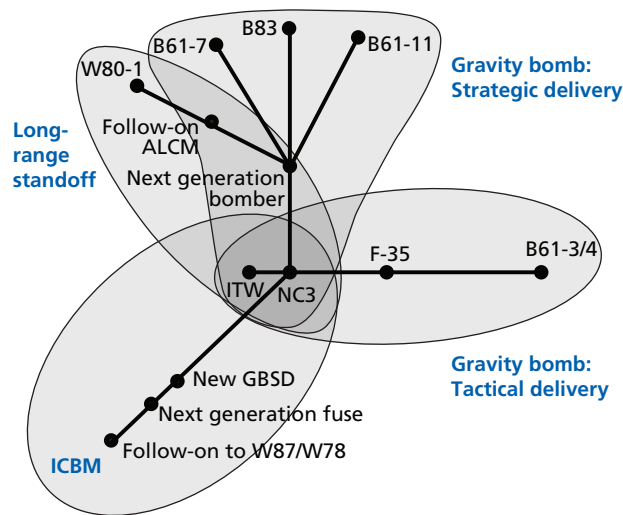 B83
B61-7
B61-11
W80-1
Gravity bomb:
Strategic delivery
Long-
range
standoff
Follow-on
ALCM
Next generation
bomber
F-35
B61-3/4
ITW
NC3
Gravity bomb:
Tactical delivery
New GBSD
Next generation fuse
Follow-on to W87/W78
ICBM